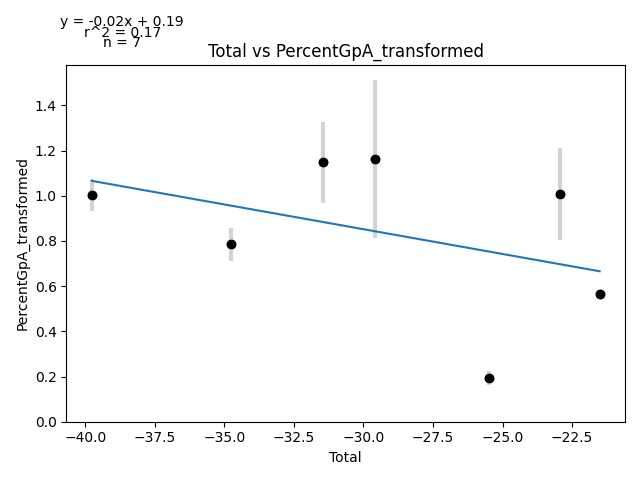 y = -0.02x + 0.19
r^2 = 0.17
n = 7
Total vs PercentGpA_transformed
PercentGpA_transformed
1.4
1.2
1.0
0.8
0.6
0.4
0.2
0.0
−40.0 −37.5 −35.0 −32.5 −30.0 −27.5 −25.0 −22.5
Total